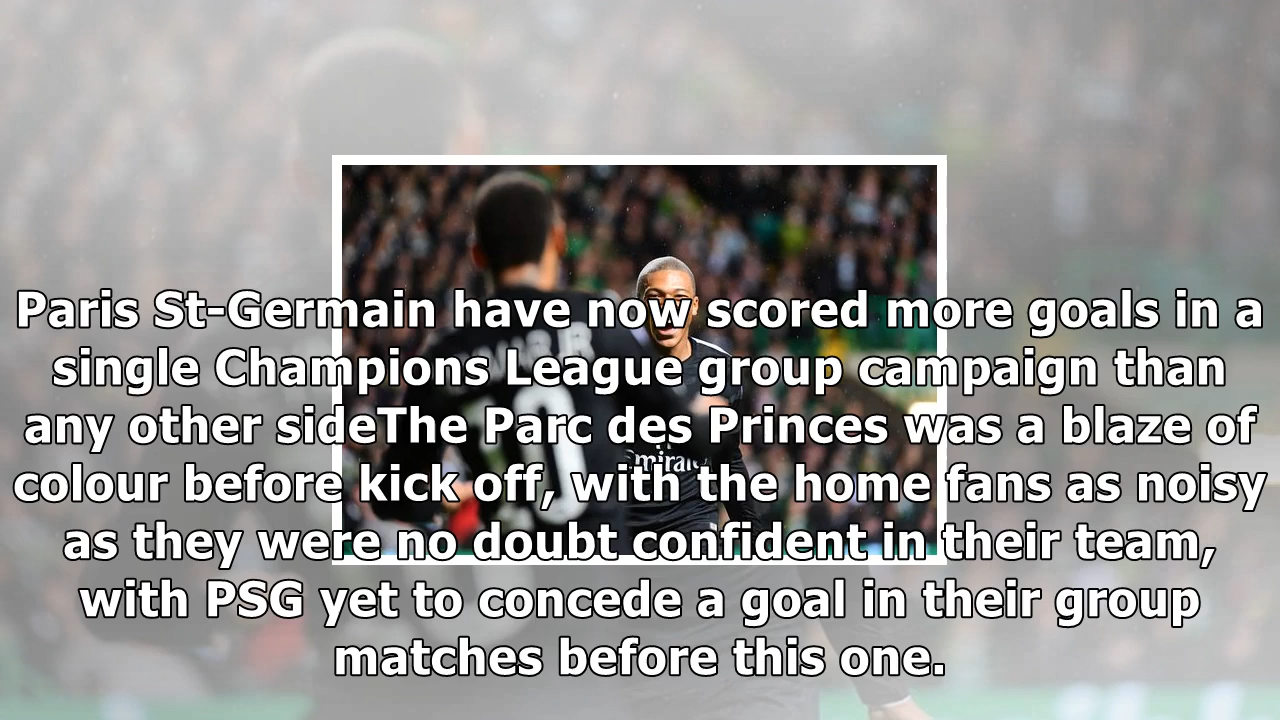 Paris St-Germain have now scored more goals in a
single Champions League group campaign than
any other sideThe Parc des Princes was a blaze of
colour before kick off, with the home fans as noisy
as they were no doubt confident in their team,
with PSG yet to concede a goal in their group
matches before this one.
10
Emirates